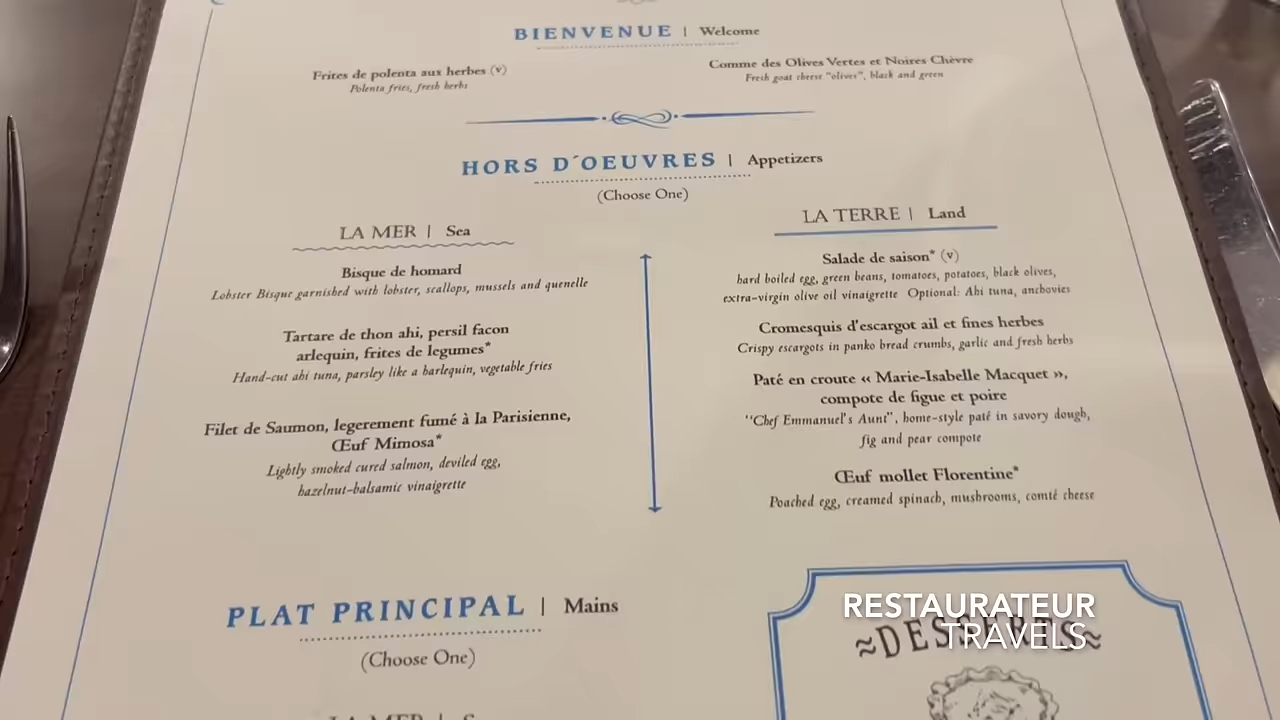 BIENVENUE | Welcome
Frites de polenta aux herbes (v)
Polenta fries, fresh herbs
Comme des Olives Vertes et Noires Chèvre
Fresh goat cheese "olives", black and green
HORS D´OEUVRES | Appetizers
(Choose One)
LA MER | Sea
Bisque de homard
Lobster Bisque garnished with lobster, scallops, mussels and quenelle
Tartare de thon ahi, persil facon
arlequin, frites de legumes*
Hand-cut ahi tuna, parsley like a harlequin, vegetable fries
Filet de Saumon, legerement fumé à la Parisienne,
Œuf Mimosa*
Lightly smoked cured salmon, deviled egg,
hazelnut-balsamic vinaigrette
LA TERRE | Land
Salade de saison* (v)
hard boiled egg, green beans, tomatoes, potatoes, black olives,
extra-virgin olive oil vinaigrette Optional: Ahi tuna, anchovies
Cromesquis d'escargot ail et fines herbes
Crispy escargots in panko bread crumbs, garlic and fresh herbs
Paté en croute « Marie-Isabelle Macquet »,
compote de figue et poire
"Chef Emmanuel's Aunt", home-style paté in savory dough,
fig and pear compote
Œuf mollet Florentine*
Poached egg, creamed spinach, mushrooms, comté cheese
PLAT PRINCIPAL | Mains
(Choose One)
LA MER |
≈DESSERTS≈
RESTAURATEUR
TRAVELS